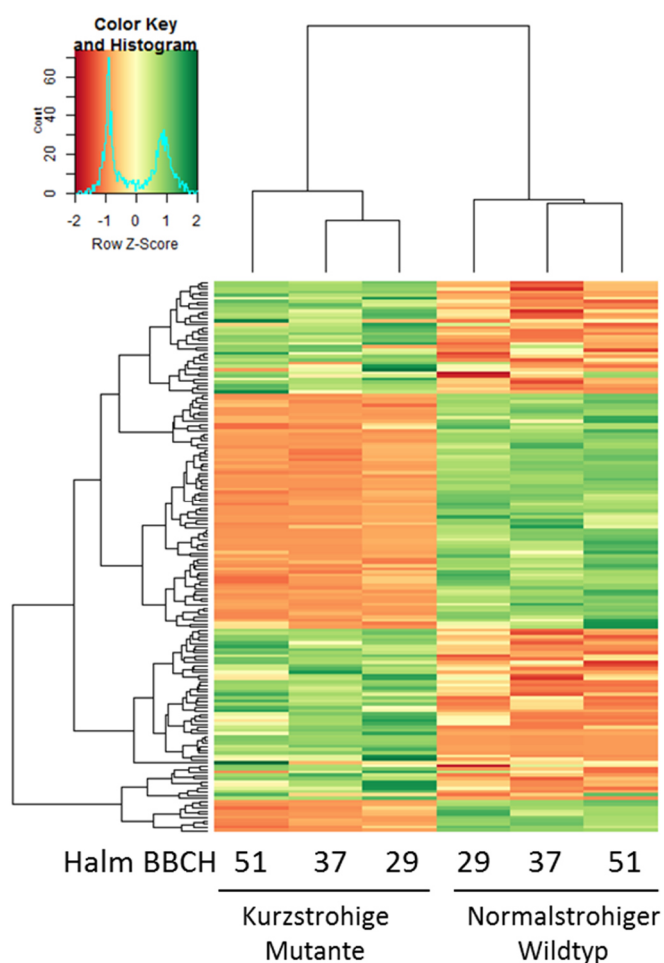 Color Key
and Histogram
Count
0 20 40 60
-2 -1 0 1 2
Row Z-Score
Halm BBCH 51 37 29 29 37 51
Kurzstrohige
Mutante
Normalstrohiger
Wildtyp